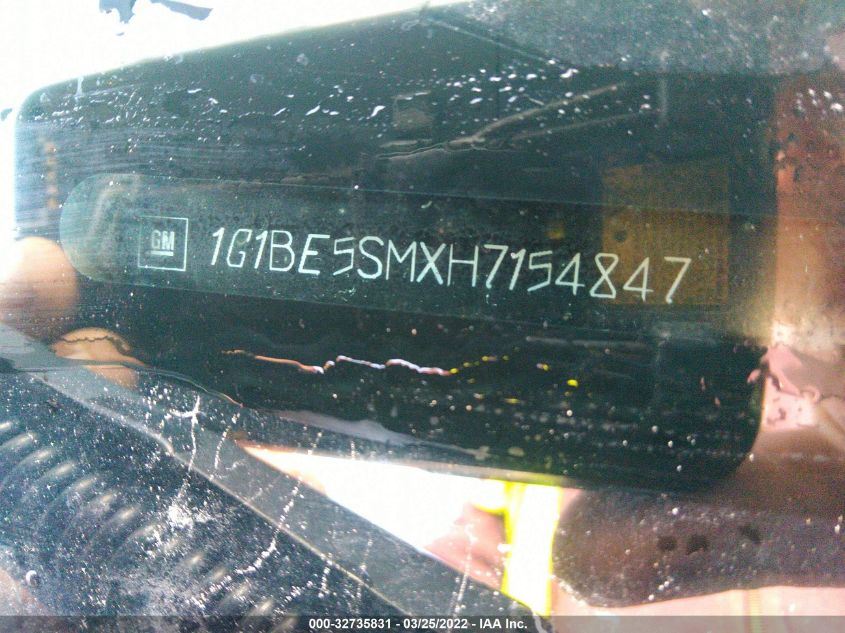 GM 1G1BE5SMXH7154847
000-32735831 - 03/25/2022 - IAA Inc.